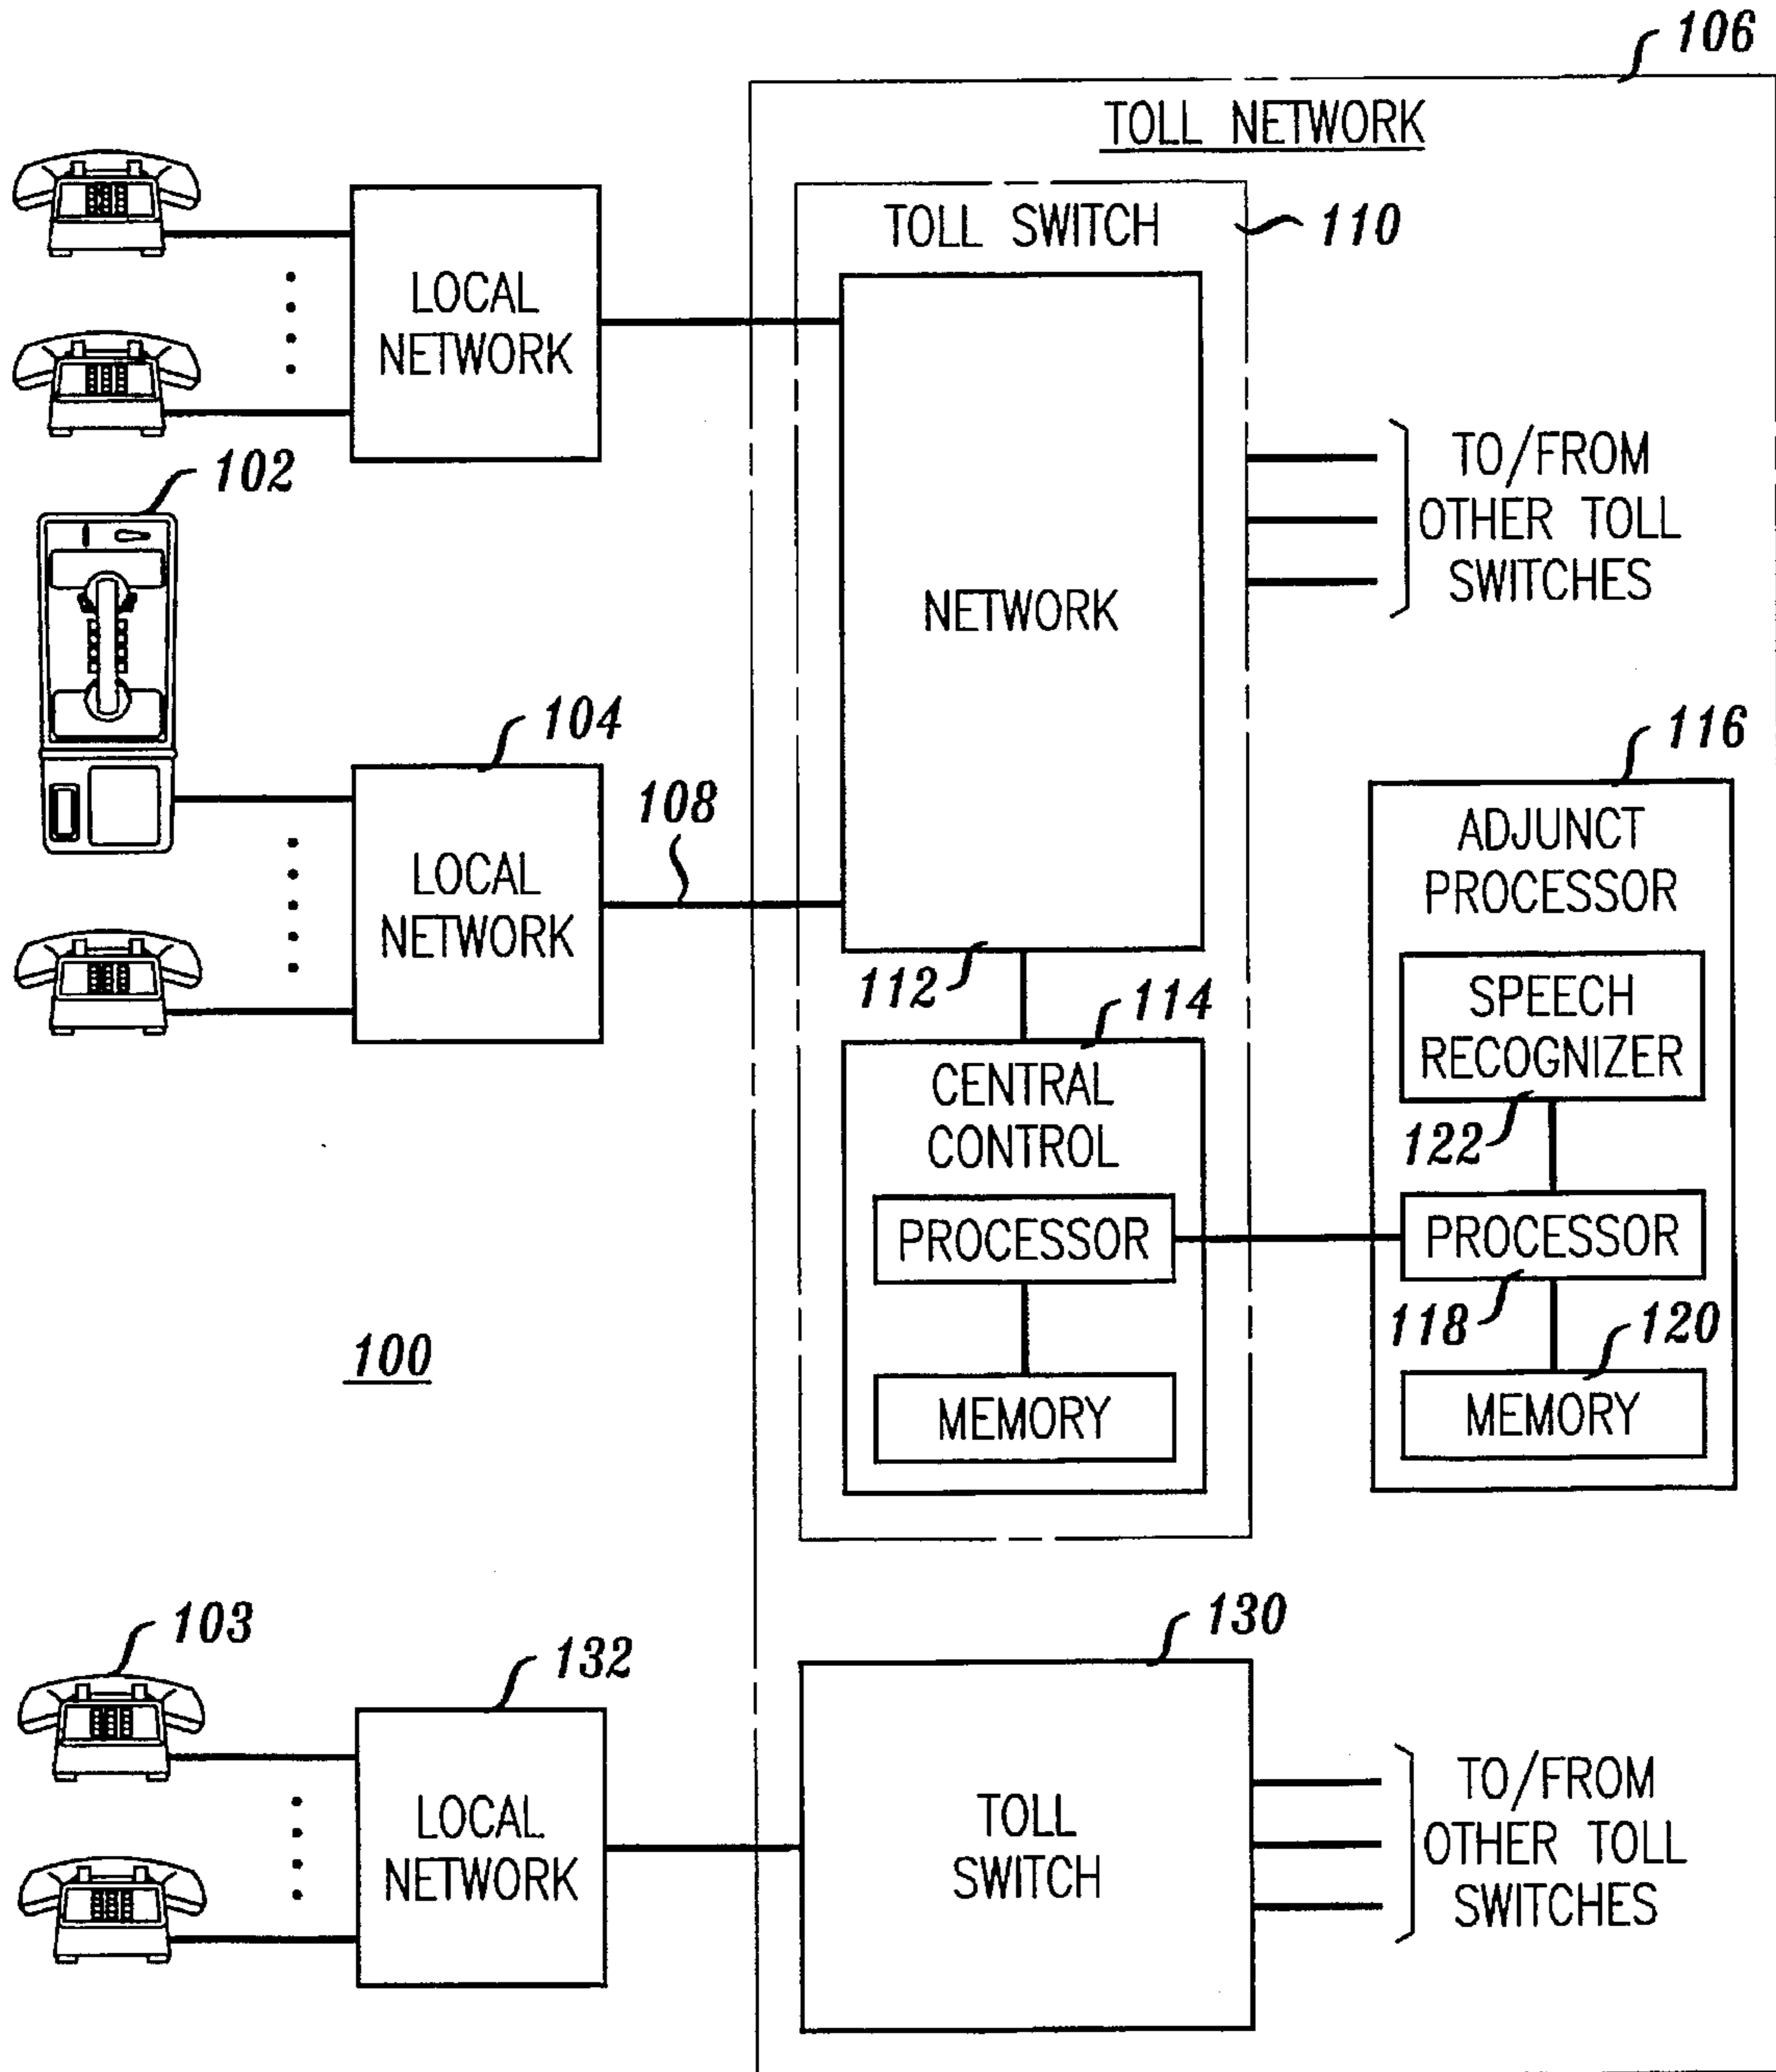 106
TOLL NETWORK
TOLL SWITCH
110
LOCAL
NETWORK
NETWORK
TO/FROM
OTHER TOLL
SWITCHES
102
104
108
LOCAL
NETWORK
112
114
CENTRAL
CONTROL
PROCESSOR
MEMORY
116
ADJUNCT
PROCESSOR
SPEECH
RECOGNIZER
122
PROCESSOR
118
120
MEMORY
100
103
132
LOCAL
NETWORK
130
TOLL
SWITCH
TO/FROM
OTHER TOLL
SWITCHES